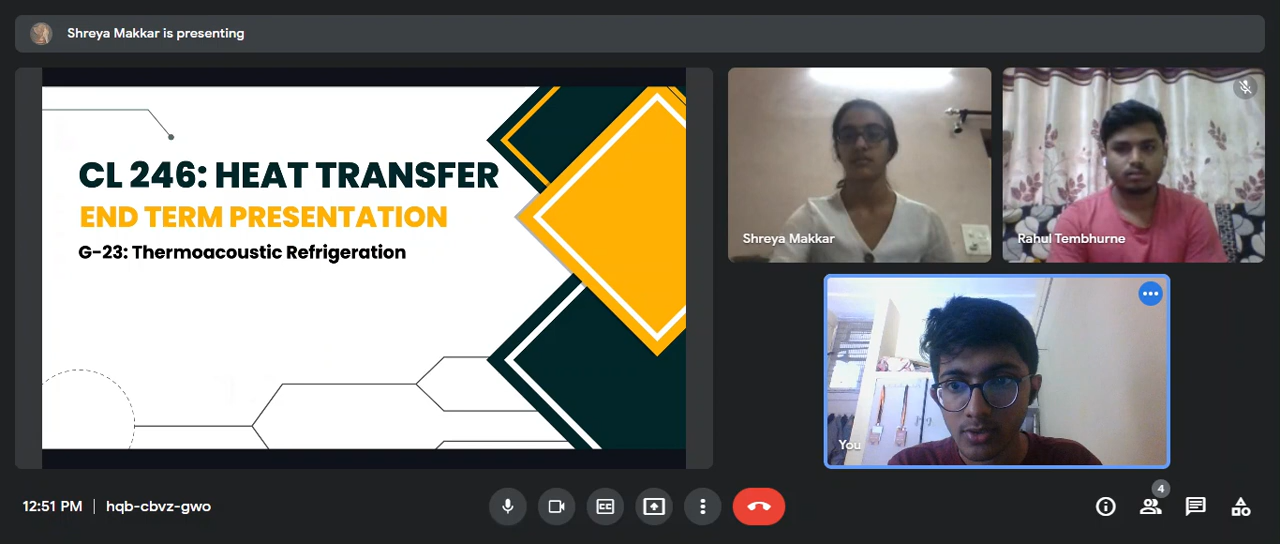 Shreya Makkar is presenting
CL 246: HEAT TRANSFER
END TERM PRESENTATION
G-23: Thermoacoustic Refrigeration
Shreya Makkar
Rahul Tembhurne
You
12:51 PM | hqb-cbvz-gwo
CC
4